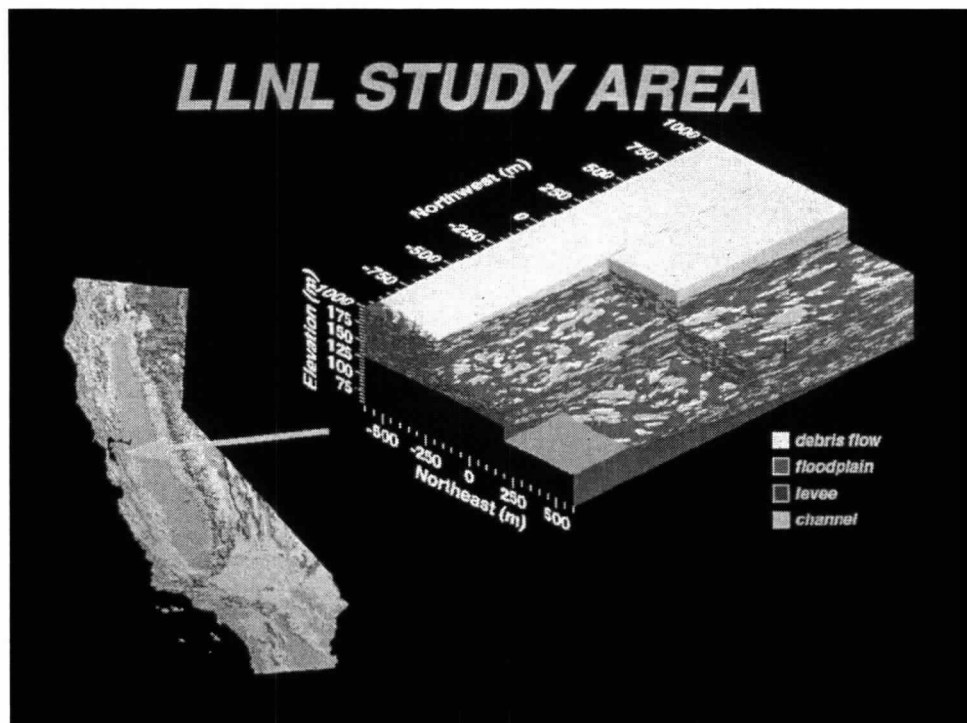 LLNL STUDY AREA
1000
750
500
250
0
-250
-500
-750
1000
Northwest (m)
175
150
125
100
75
Elevation (m)
-500
-250
0
250
500
Northeast (m)
debris flow
floodplain
levee
channel